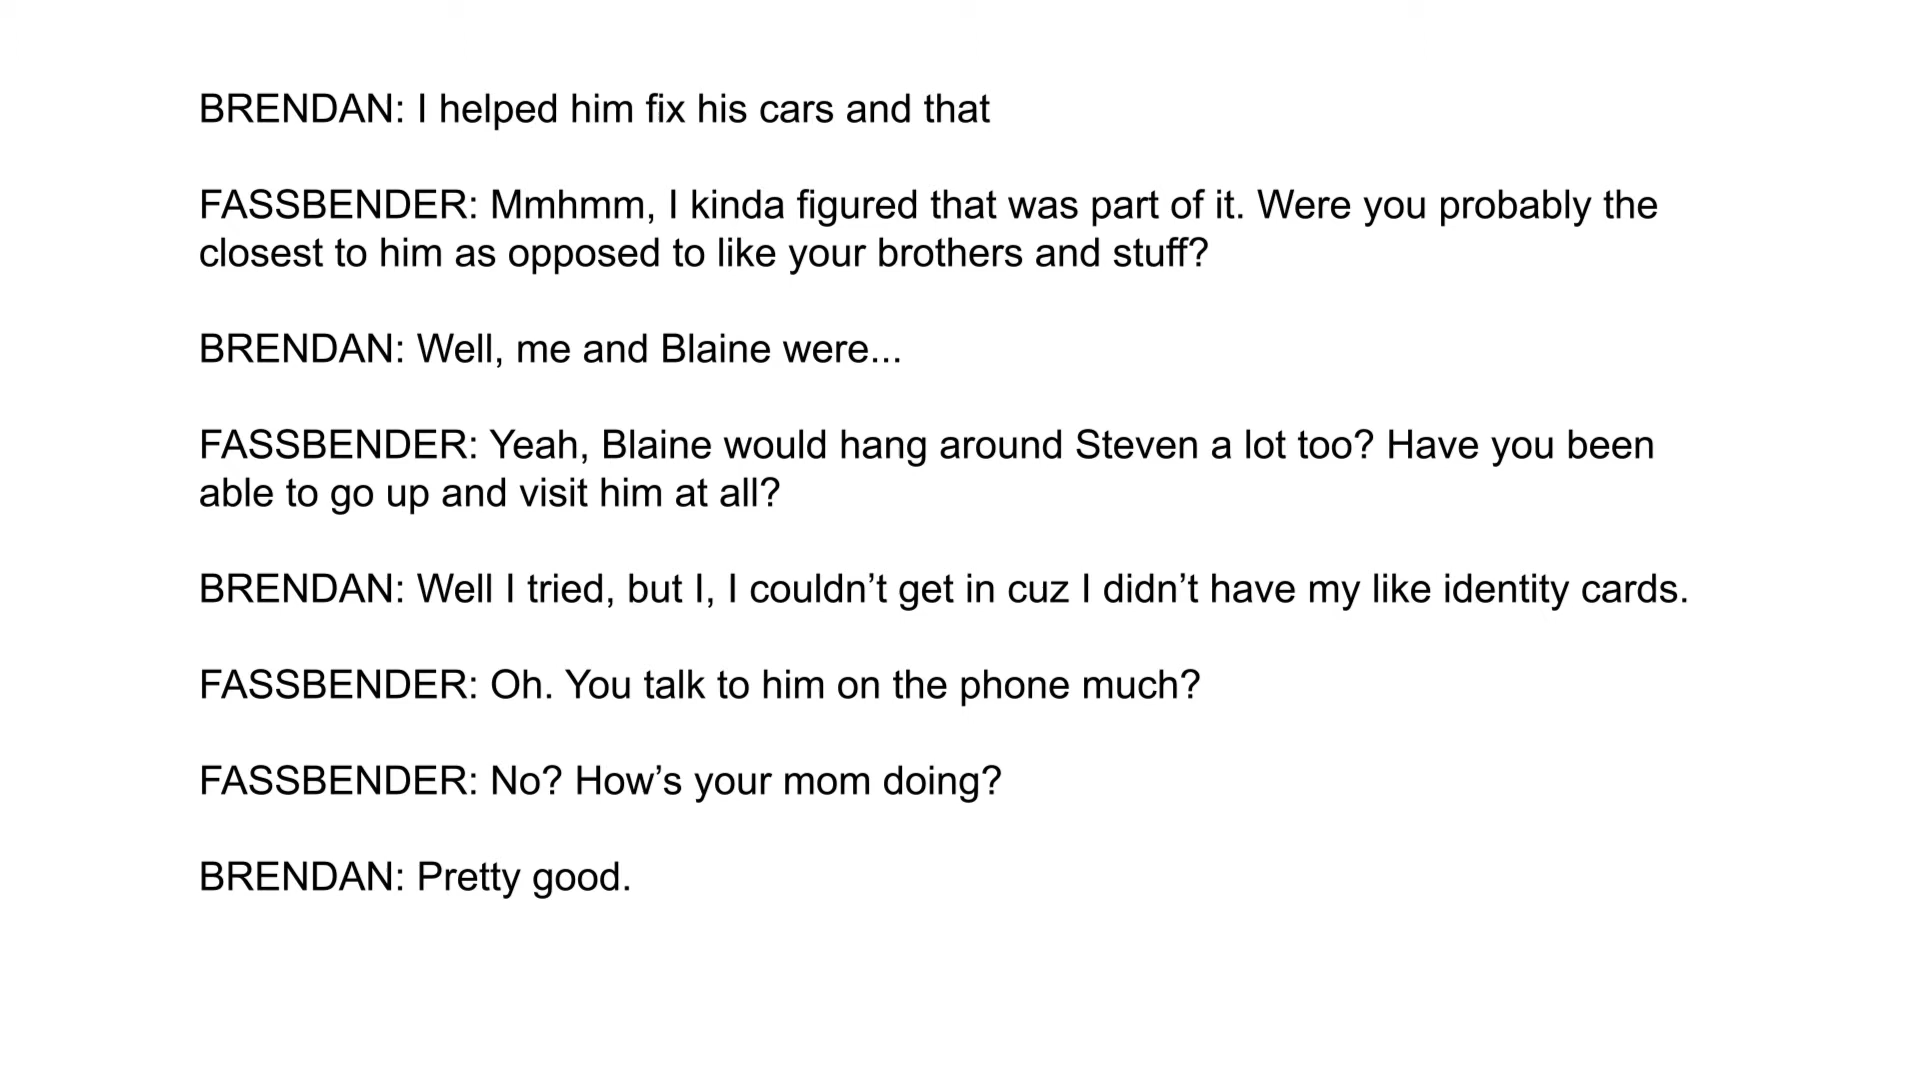 BRENDAN: I helped him fix his cars and that
FASSBENDER: Mmhmm, I kinda figured that was part of it. Were you probably the
closest to him as opposed to like your brothers and stuff?
BRENDAN: Well, me and Blaine were...
FASSBENDER: Yeah, Blaine would hang around Steven a lot too? Have you been
able to go up and visit him at all?
BRENDAN: Well I tried, but I, I couldn’t get in cuz I didn’t have my like identity cards.
FASSBENDER: Oh. You talk to him on the phone much?
FASSBENDER: No? How’s your mom doing?
BRENDAN: Pretty good.